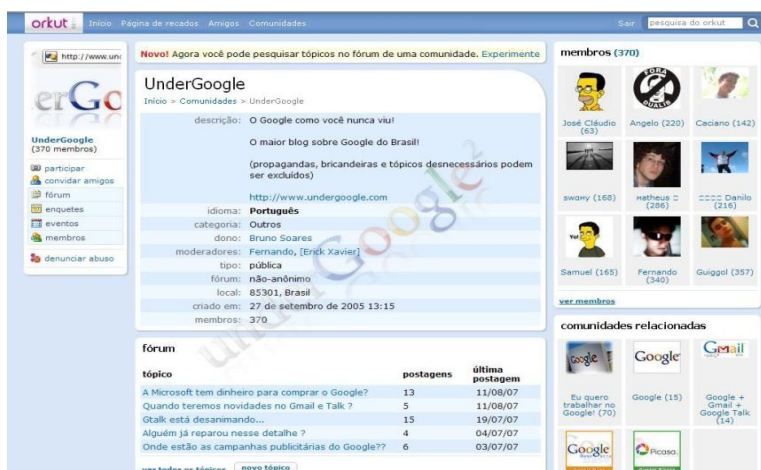 orkut
Início Página de recados Amigos Comunidades
Sair pesquisa do orkut
http://www.und
erGo
UnderGoogle
(370 membros)
participar
convidar amigos
fórum
enquetes
eventos
membros
denunciar abuso
Novo! Agora você pode pesquisar tópicos no fórum de uma comunidade. Experimente
UnderGoogle
Início > Comunidades > UnderGoogle
descrição: O Google como você nunca viu!
O maior blog sobre Google do Brasil!
(propagandas, bricandeiras e tópicos desnecessários podem
ser excluídos)
http://www.undergoogle.com
idioma: Português
categoria: Outros
dono: Bruno Soares
moderadores: Fernando, [Erick Xavier]
tipo: pública
fórum: não-anônimo
local: 85301, Brasil
criado em: 27 de setembro de 2005 13:15
membros: 370
underGoogle²
fórum
tópico postagens última
postagem
A Microsoft tem dinheiro para comprar o Google? 13 11/08/07
Quando teremos novidades no Gmail e Talk ? 5 11/08/07
Gtalk está desanimando... 15 19/07/07
Alguém já reparou nesse detalhe ? 4 04/07/07
Onde estão as campanhas publicitárias do Google?? 6 03/07/07
ver todos os tópicos novo tópico
membros (370)
FORA
DUALIB
José Cláudio
(63)
Angelo (220)
Caciano (142)
swamy (168)
matheus
(286)
Danilo
(216)
Samuel (165)
Fernando
(340)
Guiggol (357)
ver membros
comunidades relacionadas
Google
Google
Gmail
Eu quero
trabalhar no
Google! (70)
Google (15)
Google +
Gmail +
Google Talk
(14)
Google
Picasa